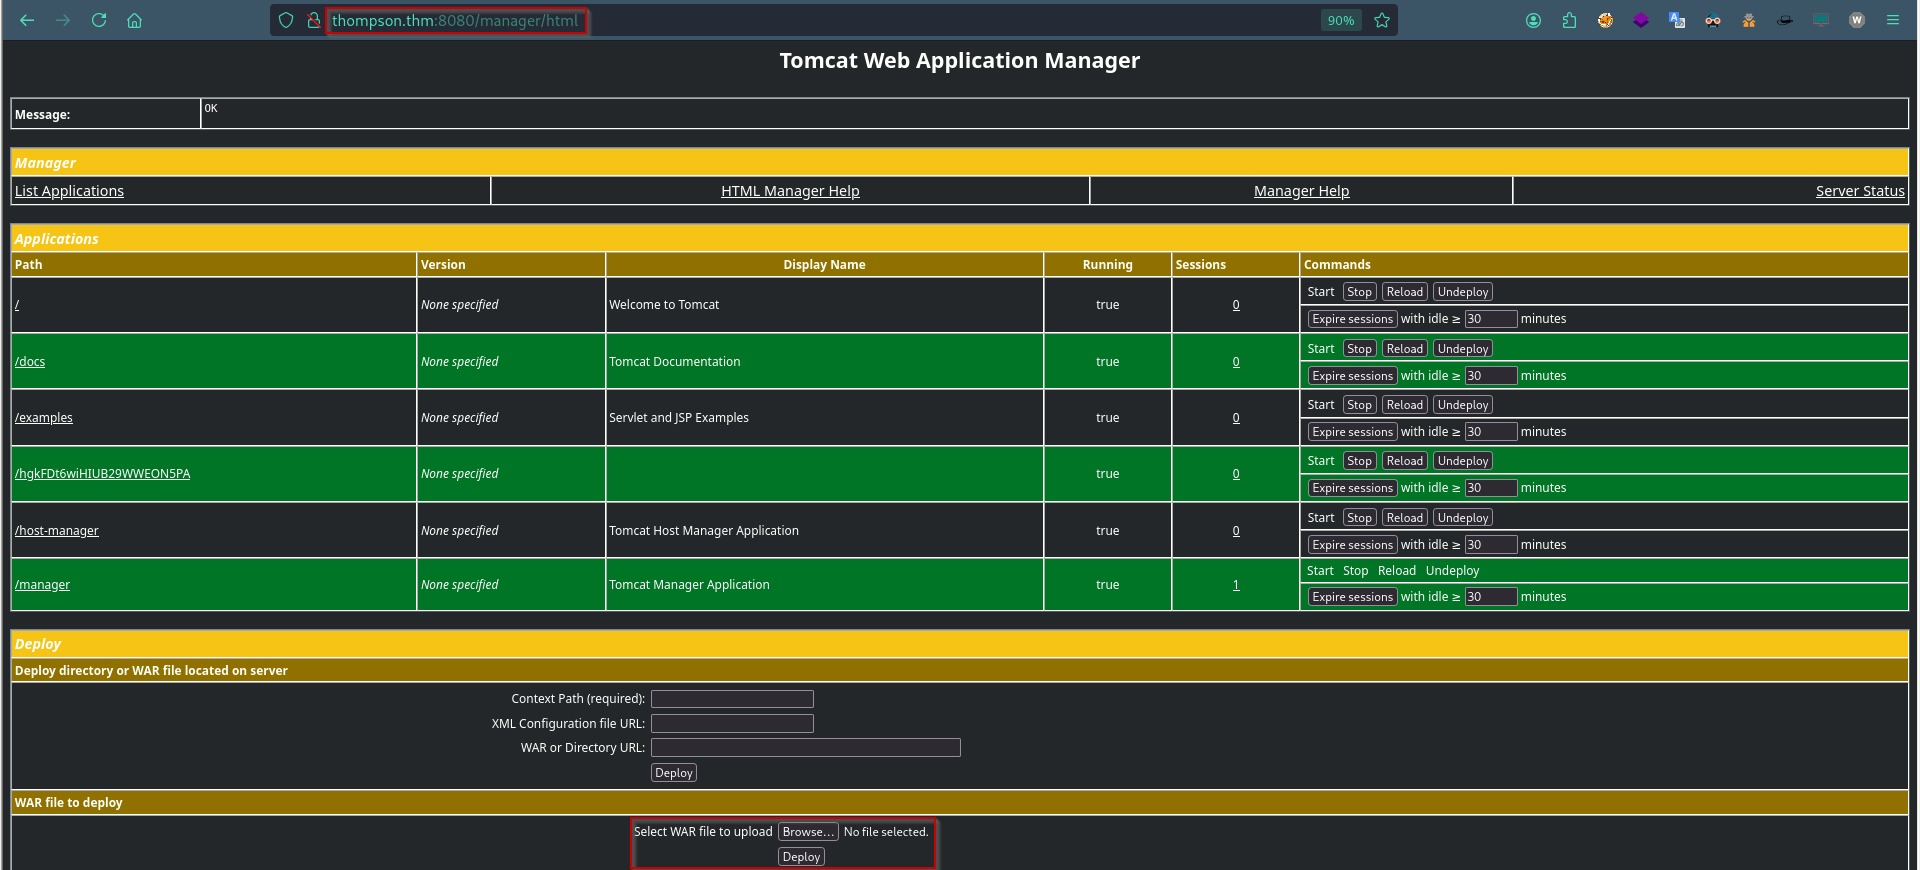 thompson.thm:8080/manager/html 90%
Tomcat Web Application Manager
Message: OK
Manager
List Applications HTML Manager Help Manager Help Server Status
Applications
Path Version Display Name Running Sessions Commands
/ None specified Welcome to Tomcat true 0 Start Stop Reload Undeploy
Expire sessions with idle ≥ 30 minutes
/docs None specified Tomcat Documentation true 0 Start Stop Reload Undeploy
Expire sessions with idle ≥ 30 minutes
/examples None specified Servlet and JSP Examples true 0 Start Stop Reload Undeploy
Expire sessions with idle ≥ 30 minutes
/hgkFDt6wiHIUB29WWEON5PA None specified true 0 Start Stop Reload Undeploy
Expire sessions with idle ≥ 30 minutes
/host-manager None specified Tomcat Host Manager Application true 0 Start Stop Reload Undeploy
Expire sessions with idle ≥ 30 minutes
/manager None specified Tomcat Manager Application true 1 Start Stop Reload Undeploy
Expire sessions with idle ≥ 30 minutes
Deploy
Deploy directory or WAR file located on server
Context Path (required):
XML Configuration file URL:
WAR or Directory URL:
Deploy
WAR file to deploy
Select WAR file to upload Browse... No file selected.
Deploy